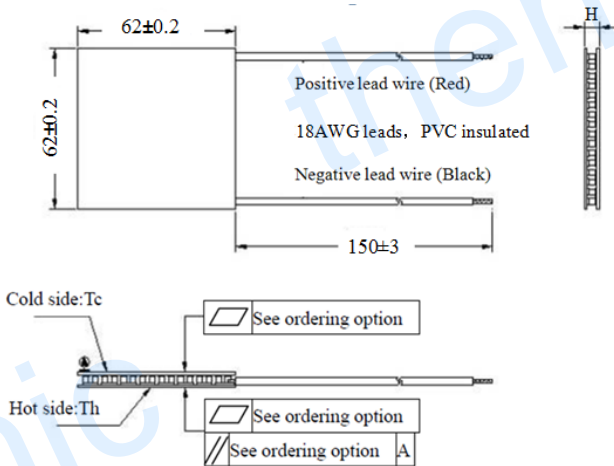 62±0.2
H
62±0.2
Positive lead wire (Red)
18AWG leads, PVC insulated
Negative lead wire (Black)
150±3
Cold side:Tc
See ordering option
Hot side:Th
See ordering option
See ordering option A